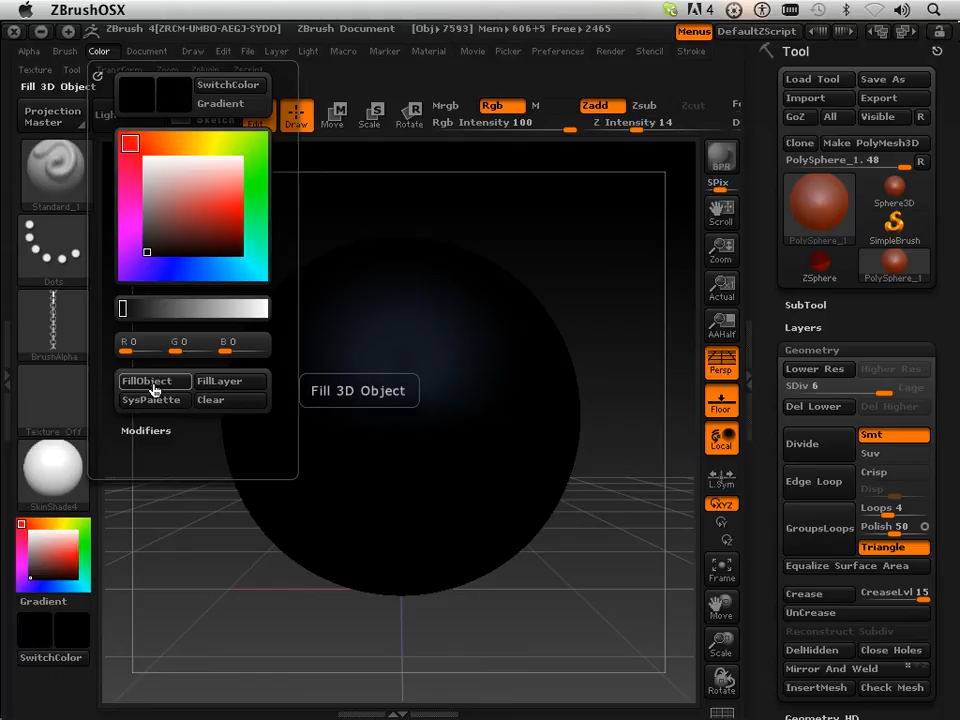 ZBrushOSX
4
DefaultZScript
ZBrush 4[ZRCM-UMBO-AEGJ-SYDD] ZBrush Document [Obj▸7593] Mem▸606+5 Free▸2465
Menus
Alpha Brush Color Document Draw Edit File Layer Light Macro Marker Material Movie Picker Preferences Render Stencil Stroke
Texture Tool Transform Zoom Zplugin Zscript
Fill 3D Object
Projection
Master
Sketch
Edit
Draw
Move
Scale
Rotate
Mrgb
Rgb
M
Rgb Intensity 100
Zadd
Zsub
Zcut
Z Intensity 14
SwitchColor
Gradient
R 0
G 0
B 0
FillObject
FillLayer
SysPalette
Clear
Modifiers
Fill 3D Object
Standard_1
Dots
BrushAlpha
Texture Off
SkinShade4
Gradient
SwitchColor
BPR
SPix
Scroll
Zoom
Actual
AAHalf
Persp
Floor
Local
L.Sym
XYZ
Y
Z
Frame
Move
Scale
Rotate
Tool
Load Tool
Save As
Import
Export
GoZ
All
Visible
R
Clone
Make PolyMesh3D
PolySphere_1. 48
R
PolySphere_1
Sphere3D
SimpleBrush
ZSphere
PolySphere_1
SubTool
Layers
Geometry
Lower Res
Higher Res
SDiv 6
Cage
Del Lower
Del Higher
Divide
Smt
Suv
Edge Loop
Crisp
Disp
Loops 4
GroupsLoops
Polish 50
Triangle
Equalize Surface Area
Crease
CreaseLvl 15
UnCrease
Reconstruct Subdiv
DelHidden
Close Holes
Mirror And Weld
InsertMesh
Check Mesh
Geometry HD